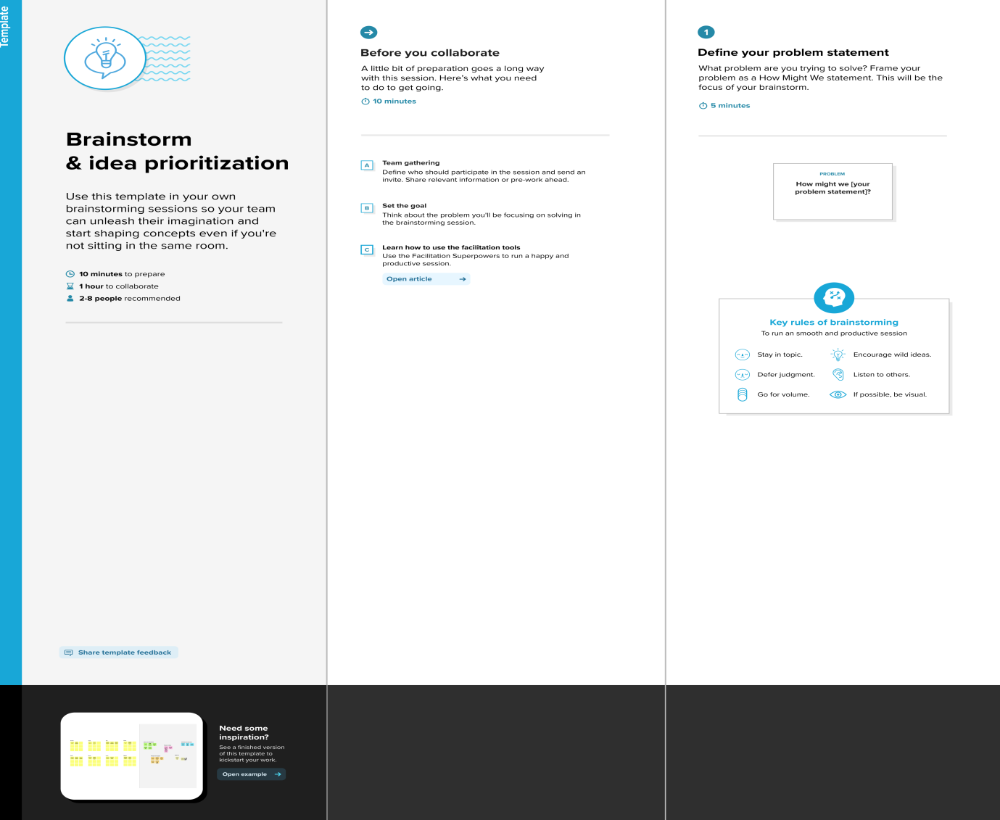 Template
Brainstorm
& idea prioritization
Use this template in your own
brainstorming sessions so your team
can unleash their imagination and
start shaping concepts even if you're
not sitting in the same room.
10 minutes to prepare
1 hour to collaborate
2-8 people recommended
Share template feedback
Need some
inspiration?
See a finished version
of this template to
kickstart your work.
Open example
Before you collaborate
A little bit of preparation goes a long way
with this session. Here's what you need
to do to get going.
10 minutes
A
Team gathering
Define who should participate in the session and send an
invite. Share relevant information or pre-work ahead.
B
Set the goal
Think about the problem you'll be focusing on solving in
the brainstorming session.
C
Learn how to use the facilitation tools
Use the Facilitation Superpowers to run a happy and
productive session.
Open article
1
Define your problem statement
What problem are you trying to solve? Frame your
problem as a How Might We statement. This will be the
focus of your brainstorm.
5 minutes
PROBLEM
How might we [your
problem statement]?
Key rules of brainstorming
To run an smooth and productive session
Stay in topic.
Encourage wild ideas.
Defer judgment.
Listen to others.
Go for volume.
If possible, be visual.